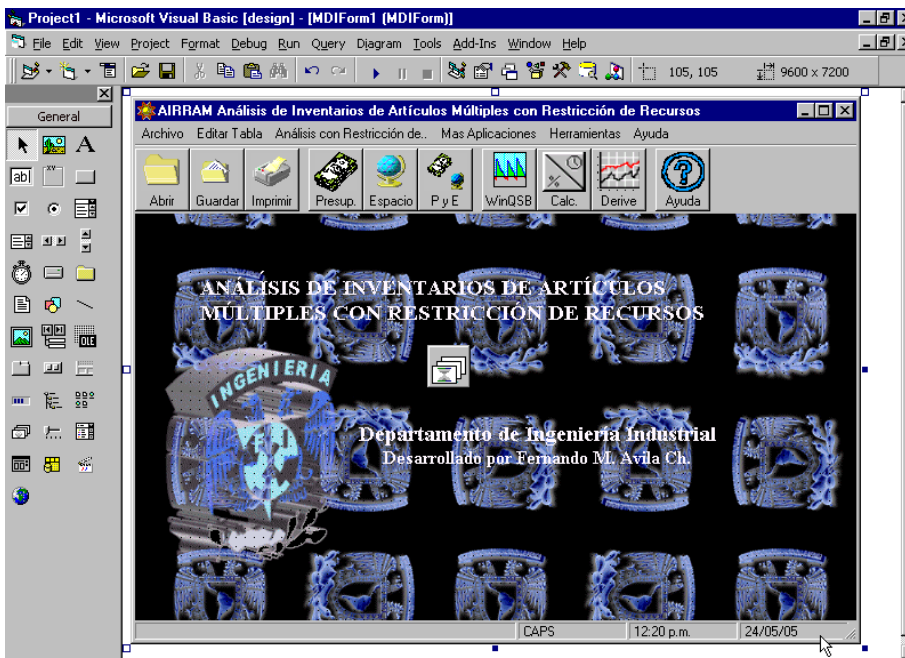 Project1 - Microsoft Visual Basic [design] - [MDIForm1 (MDIForm)]
File Edit View Project Format Debug Run Query Diagram Tools Add-Ins Window Help
105, 105 9600 x 7200
General
A
ab|
XY
OLE
AIRRAM Análisis de Inventarios de Artículos Múltiples con Restricción de Recursos
Archivo Editar Tabla Análisis con Restricción de.. Mas Aplicaciones Herramientas Ayuda
Abrir Guardar Imprimir Presup. Espacio P y E WinQSB Calc. Derive Ayuda
ANÁLISIS DE INVENTARIOS DE ARTÍCULOS
MÚLTIPLES CON RESTRICCIÓN DE RECURSOS
INGENIERIA
Departamento de Ingeniería Industrial
Desarrollado por Fernando M. Avila Ch.
CAPS 12:20 p.m. 24/05/05